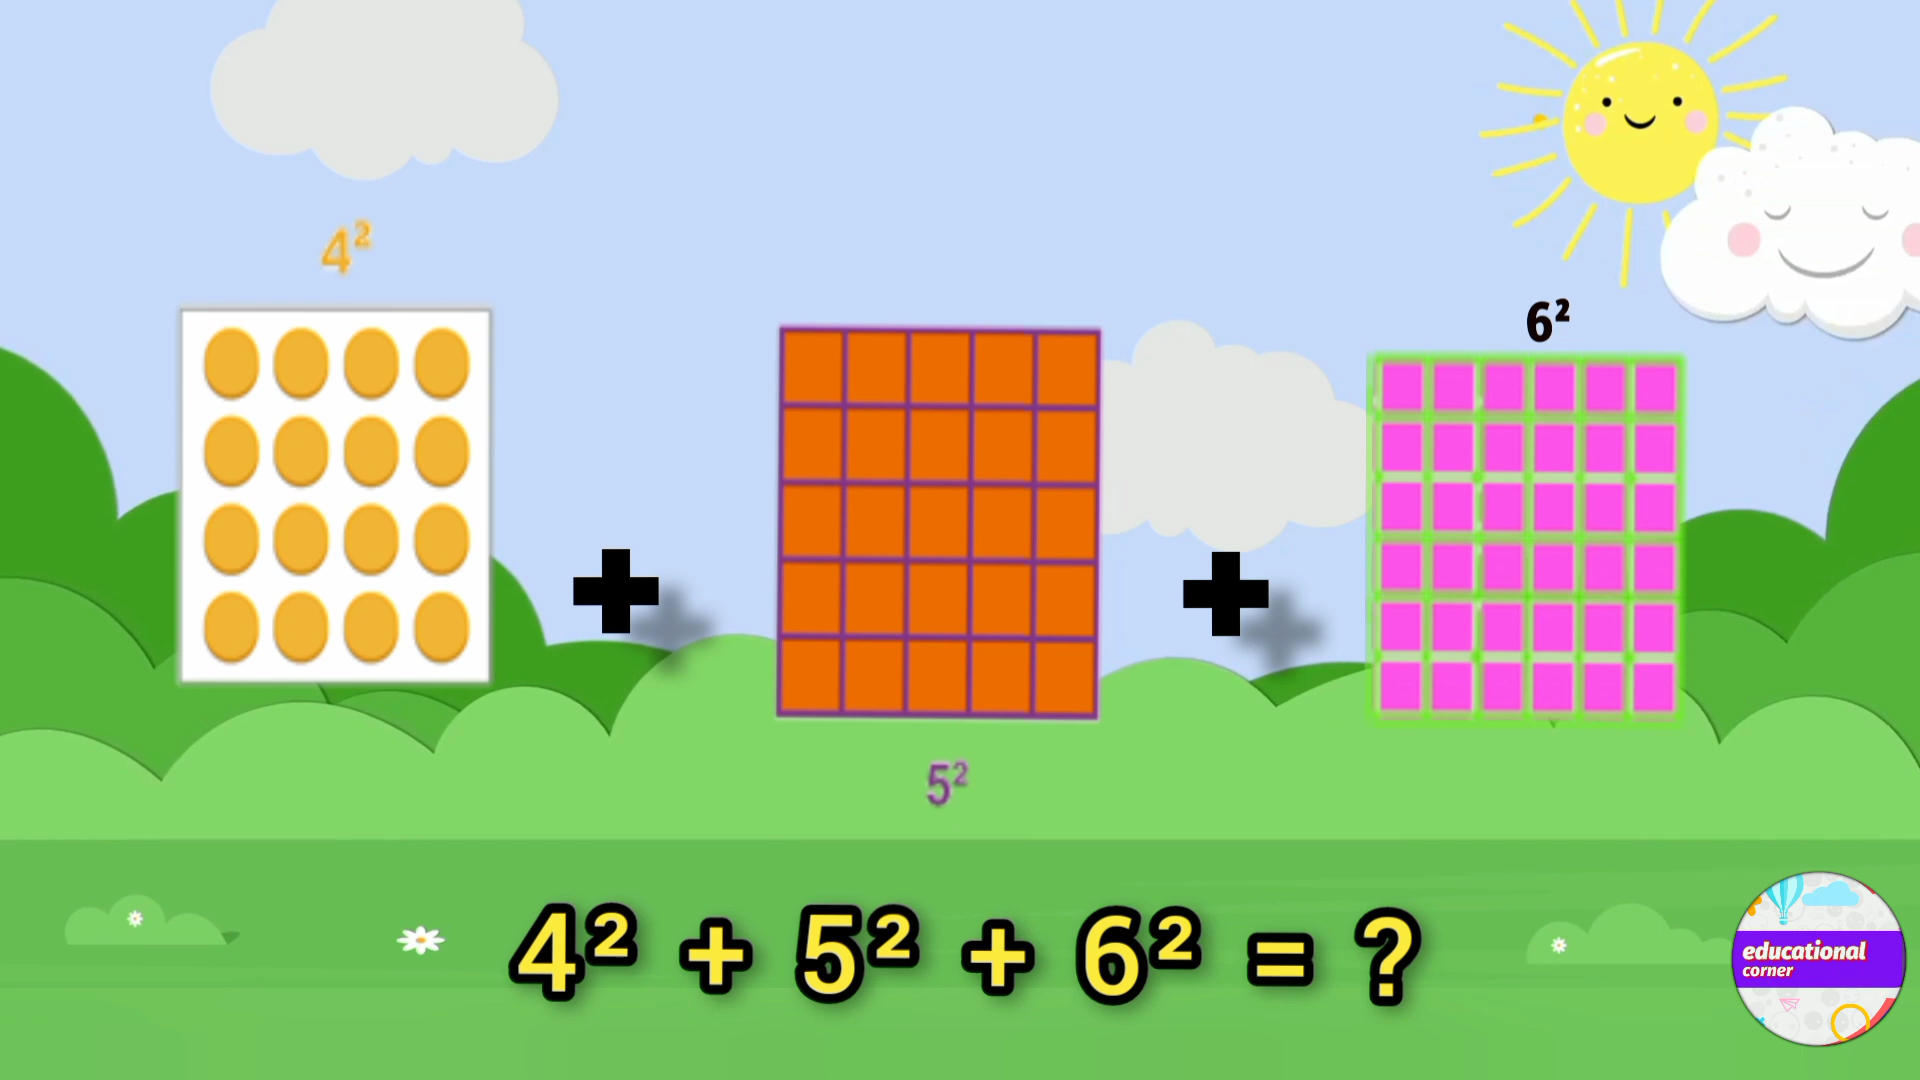 4²
6²
5²
4² + 5² + 6² = ?
educational
corner